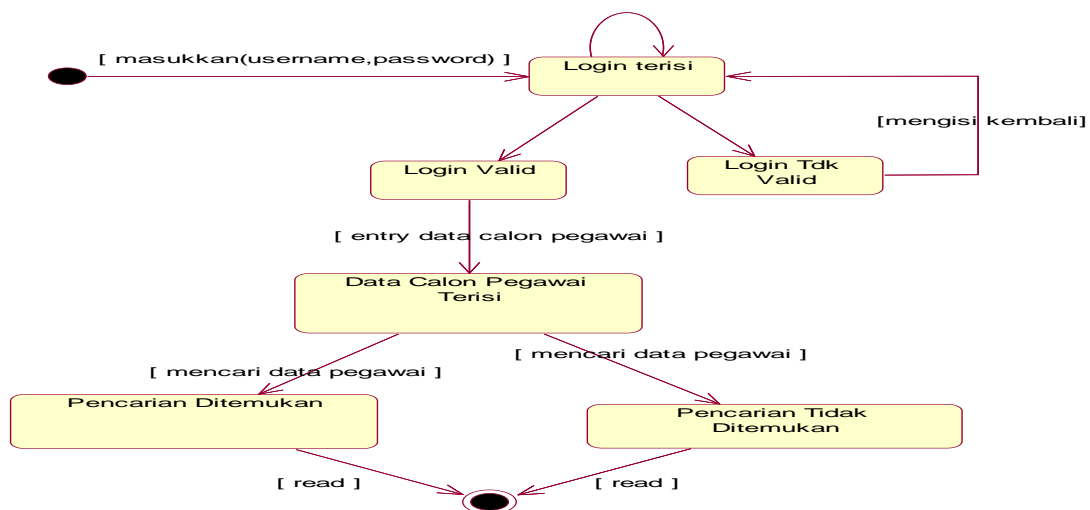 [ masukkan(username,password) ]
Login terisi
[mengisi kembali]
Login Valid
Login Tdk
Valid
[ entry data calon pegawai ]
Data Calon Pegawai
Terisi
[ mencari data pegawai ]
[ mencari data pegawai ]
Pencarian Ditemukan
Pencarian Tidak
Ditemukan
[ read ]
[ read ]